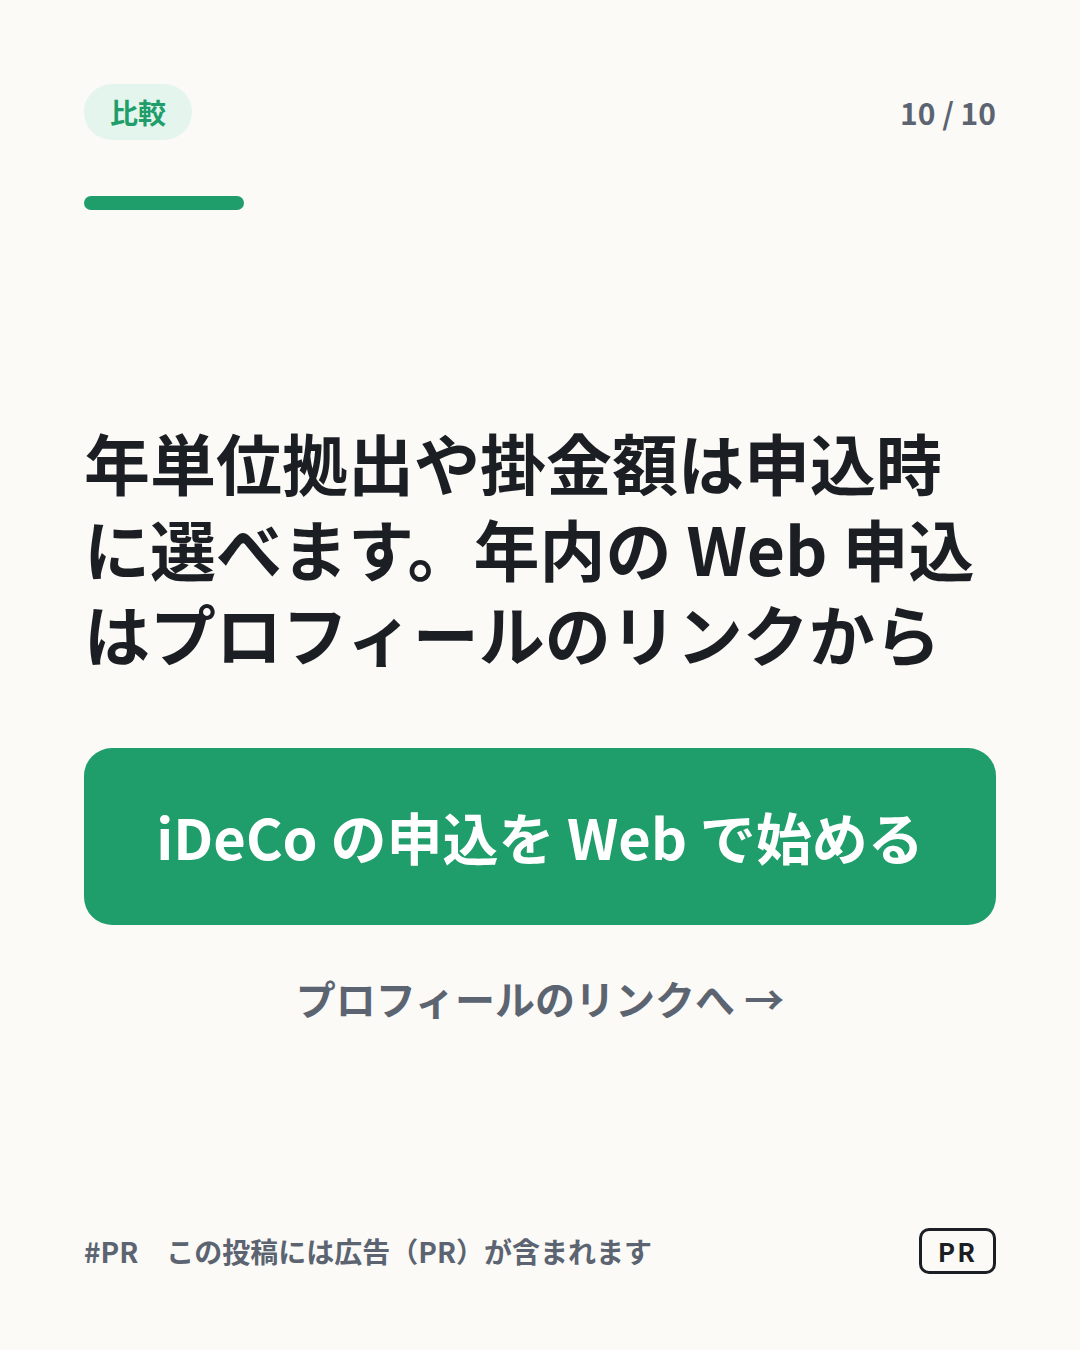 比較
10 / 10
年単位拠出や掛金額は申込時
に選べます。年内の Web 申込
はプロフィールのリンクから
iDeCo の申込を Web で始める
プロフィールのリンクへ →
#PR この投稿には広告（PR）が含まれます
PR